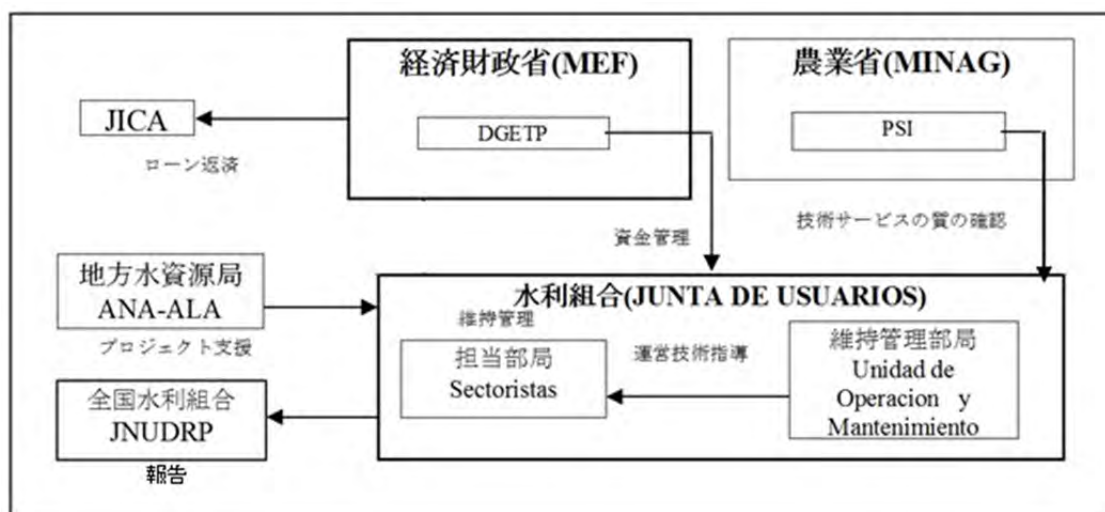 経済財政省(MEF)
農業省(MINAG)
JICA
DGETP
PSI
ローン返済
資金管理
技術サービスの質の確認
地方水資源局
ANA-ALA
プロジェクト支援
水利組合(JUNTA DE USUARIOS)
維持管理
担当部局
Sectoristas
運営技術指導
維持管理部局
Unidad de
Operacion y
Mantenimiento
全国水利組合
JNUDRP
報告